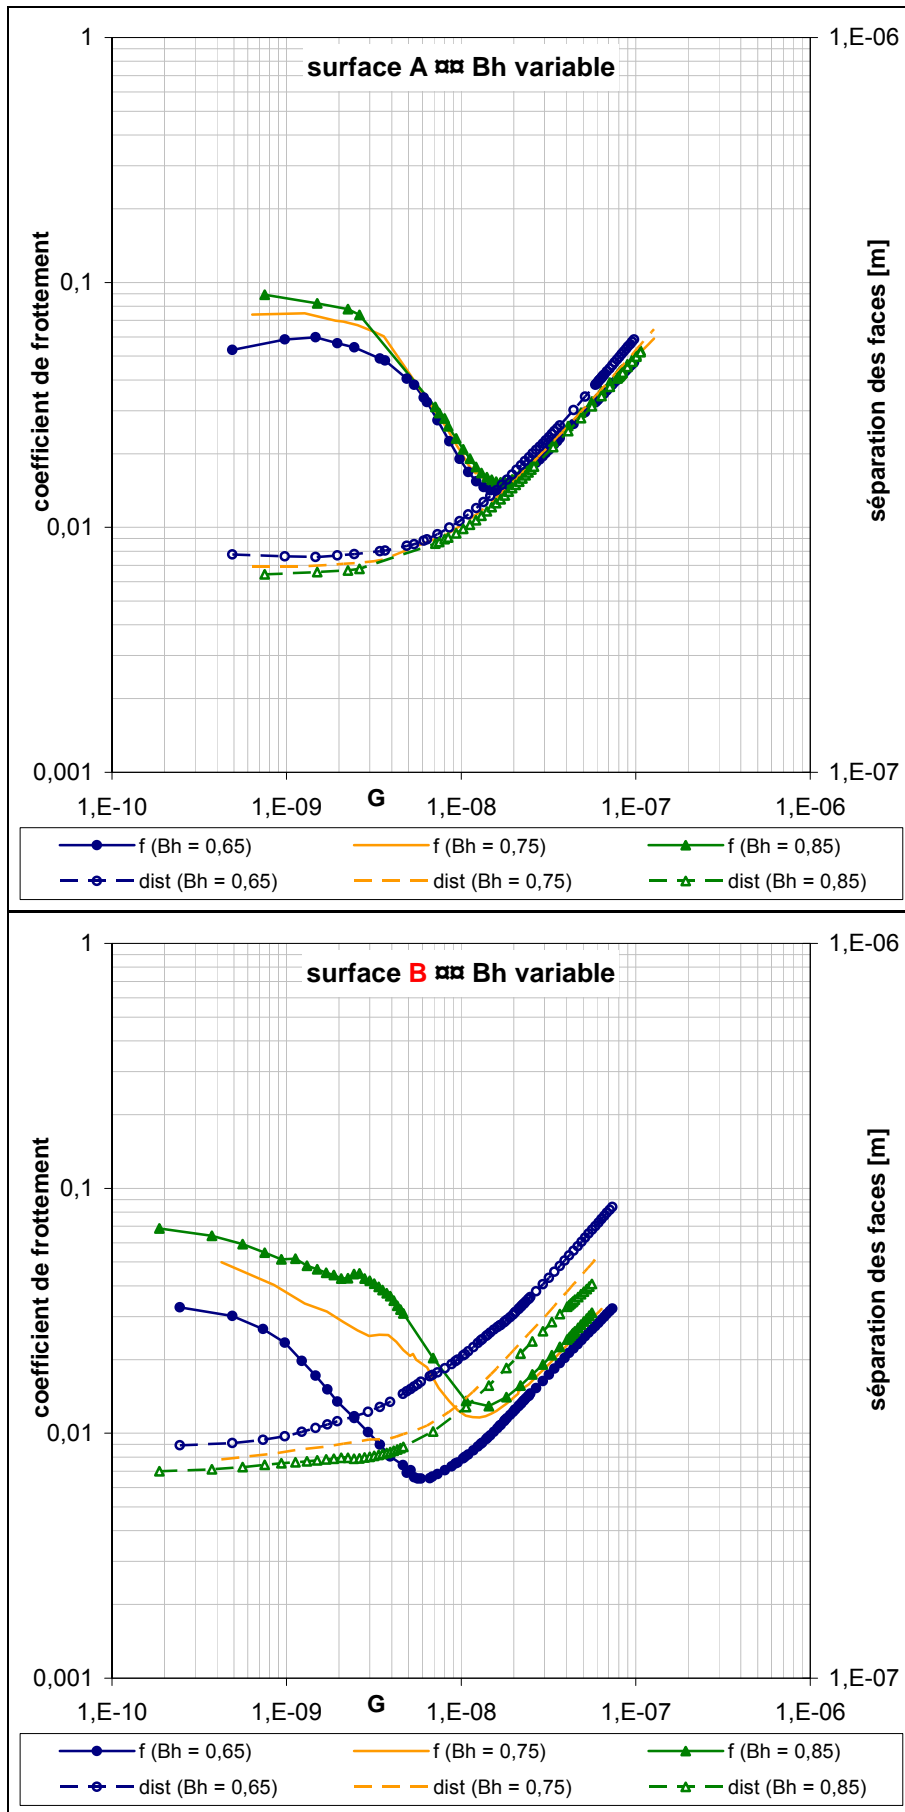 surface A ¤¤ Bh variable
1
0,1
0,01
0,001
coefficient de frottement
1,E-06
1,E-07
séparation des faces [m]
1,E-10
1,E-09
G
1,E-08
1,E-07
1,E-06
f (Bh = 0,65)
f (Bh = 0,75)
f (Bh = 0,85)
dist (Bh = 0,65)
dist (Bh = 0,75)
dist (Bh = 0,85)
surface B ¤¤ Bh variable
1
0,1
0,01
0,001
coefficient de frottement
1,E-06
1,E-07
séparation des faces [m]
1,E-10
1,E-09
G
1,E-08
1,E-07
1,E-06
f (Bh = 0,65)
f (Bh = 0,75)
f (Bh = 0,85)
dist (Bh = 0,65)
dist (Bh = 0,75)
dist (Bh = 0,85)